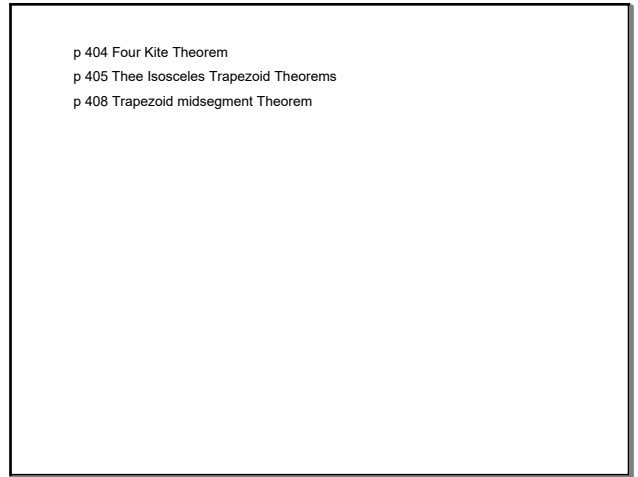 p 404 Four Kite Theorem
p 405 Thee Isosceles Trapezoid Theorems
p 408 Trapezoid midsegment Theorem